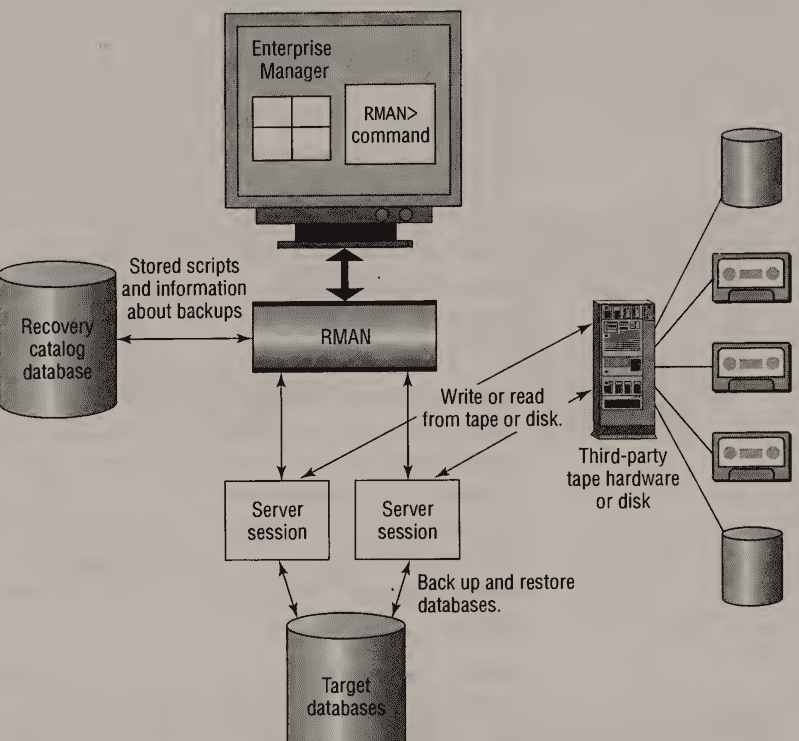 Enterprise
Manager
RMAN>
command
Stored scripts
and information
about backups
Recovery
catalog
database
RMAN
Write or read
from tape or disk.
Third-party
tape hardware
or disk
Server
session
Server
session
Back up and restore
databases.
Target
databases